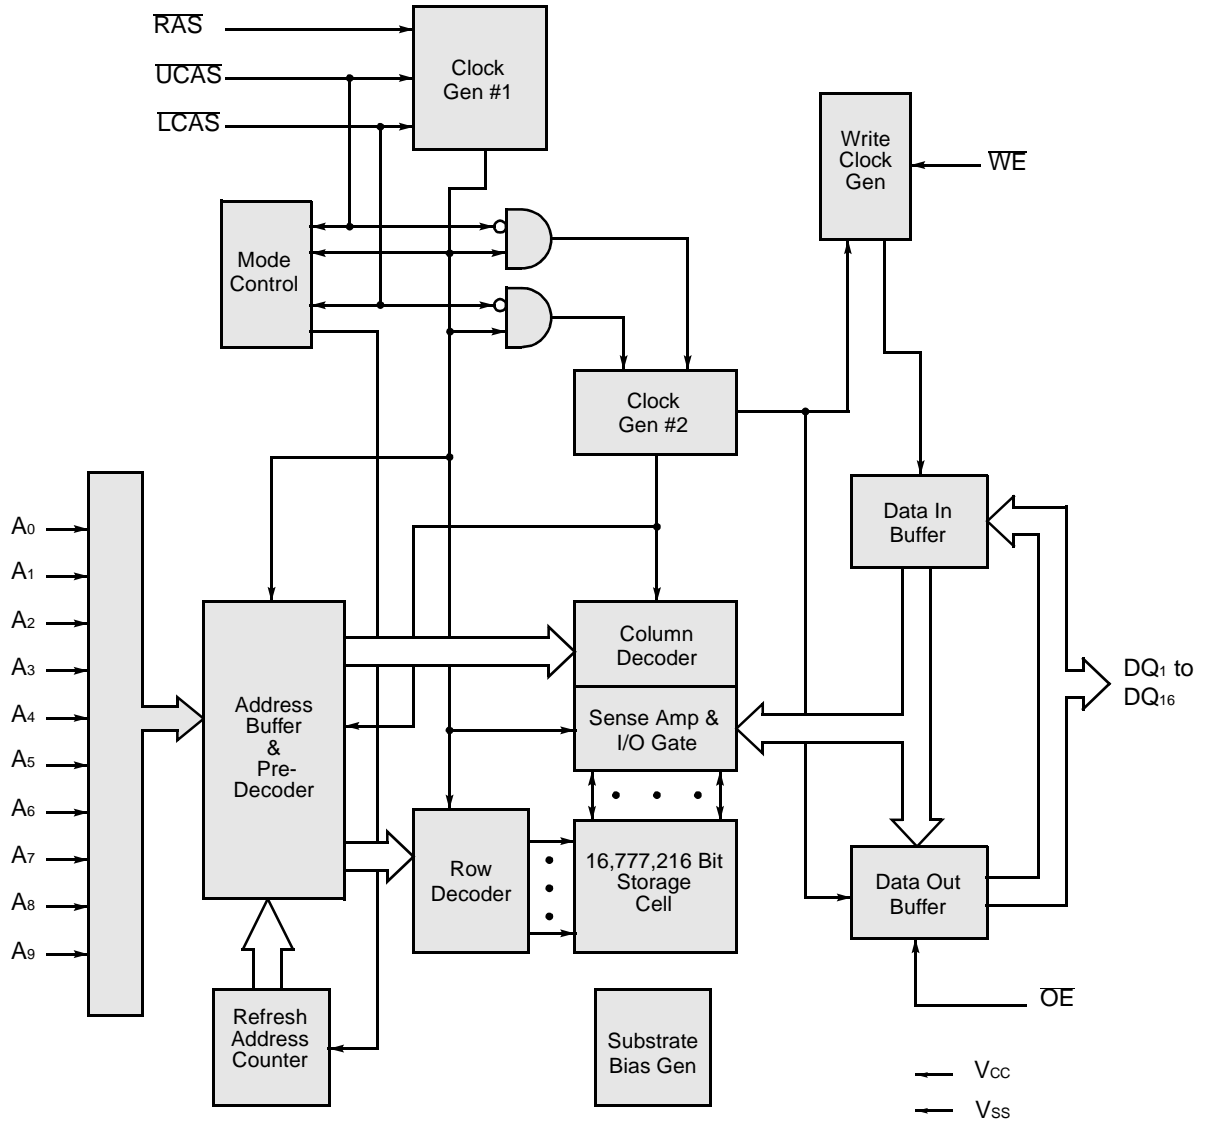 RAS
UCAS
LCAS
Clock
Gen #1
Write
Clock
Gen
WE
Mode
Control
Clock
Gen #2
A0
A1
A2
A3
A4
A5
A6
A7
A8
A9
Address
Buffer
&
Pre-
Decoder
Column
Decoder
Sense Amp &
I/O Gate
Data In
Buffer
DQ1 to
DQ16
Row
Decoder
16,777,216 Bit
Storage
Cell
Data Out
Buffer
OE
Refresh
Address
Counter
Substrate
Bias Gen
VCC
VSS